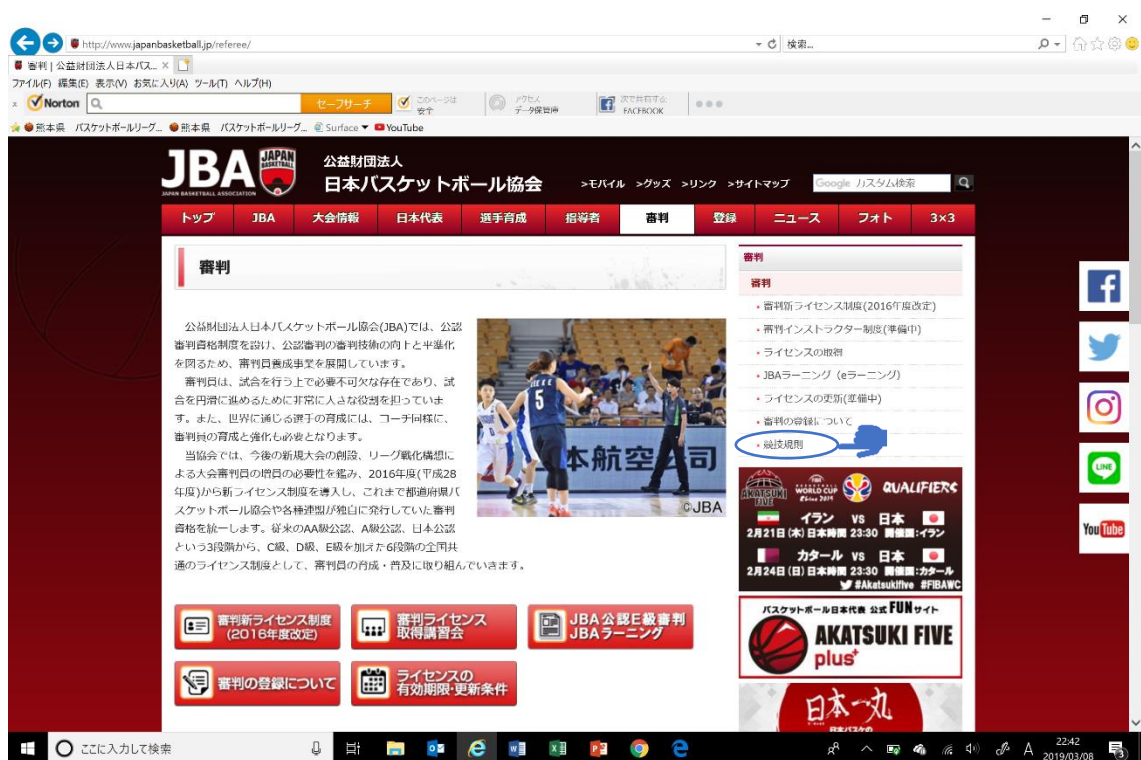 http://www.japanbasketball.jp/referee/
検索...
審判 | 公益財団法人日本バス...
ファイル(F) 編集(E) 表示(V) お気に入り(A) ツール(T) ヘルプ(H)
Norton
セーフサーチ
このページは
安全
アクセス
データ保管庫
次で共有する:
FACEBOOK
熊本県 バスケットボールリーグ...
熊本県 バスケットボールリーグ...
Surface
YouTube
JBA
JAPAN BASKETBALL ASSOCIATION
JAPAN
BASKETBALL
公益財団法人
日本バスケットボール協会
>モバイル >グッズ >リンク >サイトマップ
Google カスタム検索
トップ JBA 大会情報 日本代表 選手育成 指導者 審判 登録 ニュース フォト 3×3
審判
公益財団法人日本バスケットボール協会(JBA)では、公認
審判資格制度を設け、公認審判の審判技術の向上と平準化
を図るため、審判員養成事業を展開しています。
審判員は、試合を行う上で必要不可欠な存在であり、試
合を円滑に進めるために非常に大きな役割を担っていま
す。また、世界に通じる選手の育成には、コーチ同様に、
審判員の育成と強化も必要となります。
当協会では、今後の新規大会の創設、リーグ戦化構想に
よる大会審判員の増員の必要性を鑑み、2016年度(平成28
年度)から新ライセンス制度を導入し、これまで都道府県バ
スケットボール協会や各種連盟が独自に発行していた審判
資格を統一します。従来のAA級公認、A級公認、日本公認
という3段階から、C級、D級、E級を加えた6段階の全国共
通のライセンス制度として、審判員の育成・普及に取り組んでいきます。
5
本航空
司
©JBA
審判新ライセンス制度
(2016年度改定)
審判ライセンス
取得講習会
JBA公認E級審判
JBAラーニング
審判の登録について
ライセンスの
有効期限・更新条件
審判
審判
・審判新ライセンス制度(2016年度改定)
・審判インストラクター制度(準備中)
・ライセンスの取得
・JBAラーニング (eラーニング)
・ライセンスの更新(準備中)
・審判の登録について
・競技規則
AKATSUKI
FIVE
FIBA
BASKETBALL
WORLD CUP
China 2019
QUALIFIERS
イラン vs 日本
2月21日(木)日本時間 23:30 開催国:イラン
カタール vs 日本
2月24日(日)日本時間 23:30 開催国:カタール
#Akatsukifive #FIBAWC
バスケットボール日本代表 公式FUNサイト
AKATSUKI FIVE
plus+
日本一丸
日本バスケの
LINE
YouTube
ここに入力して検索
A
22:42
2019/03/08
3